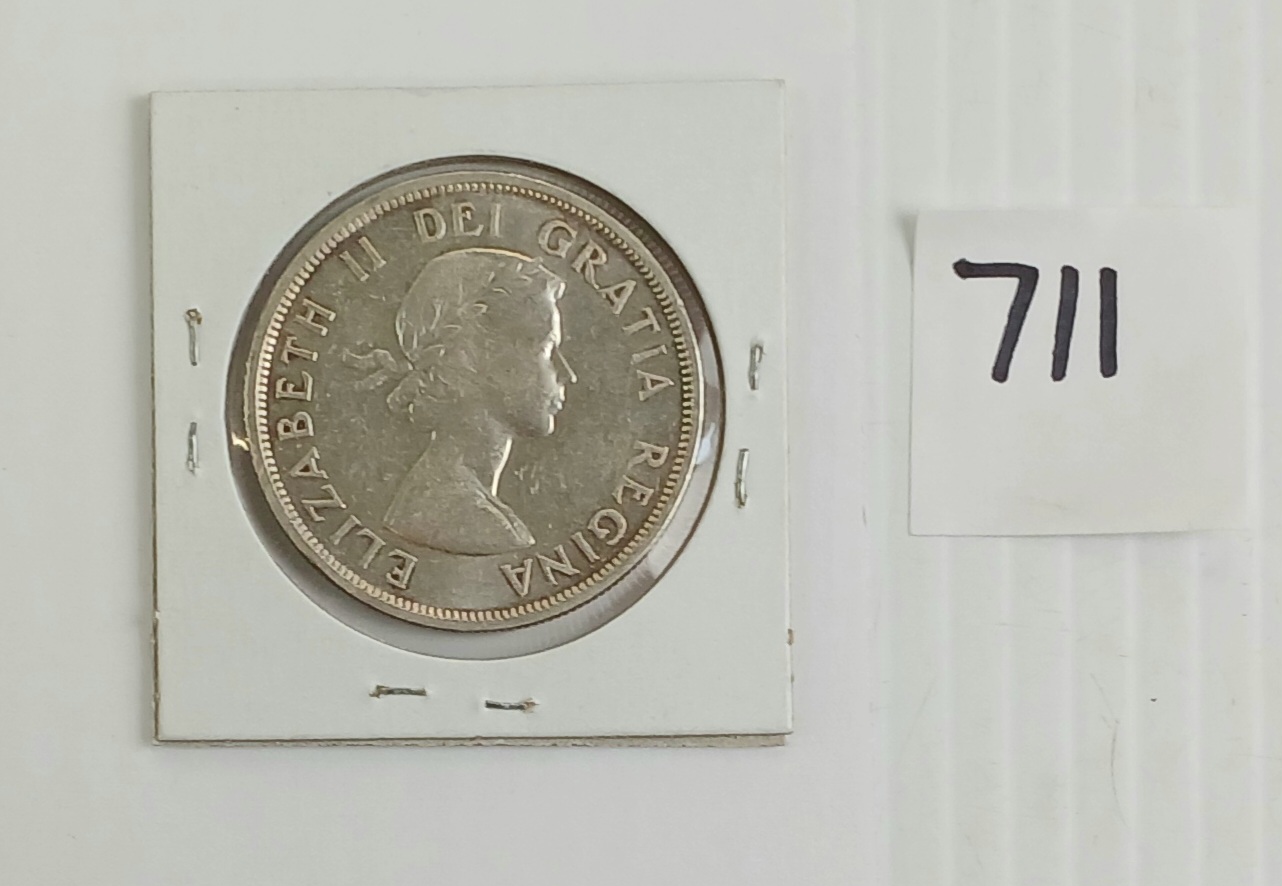 ELIZABETH II DEI GRATIA REGINA
711